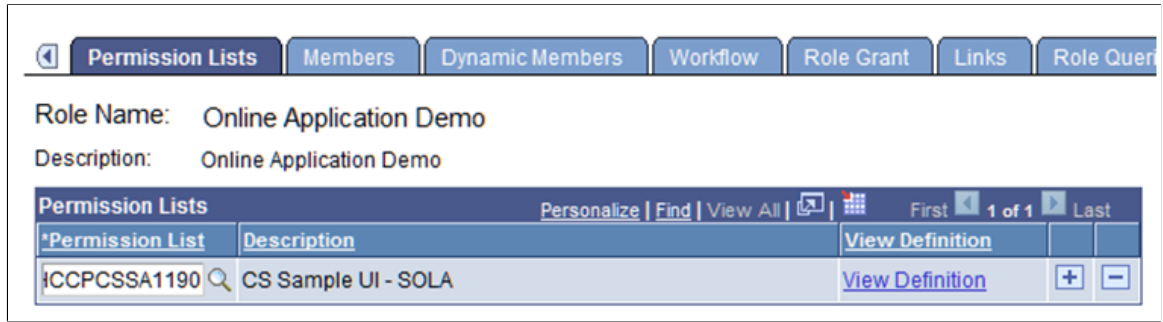 Permission Lists Members Dynamic Members Workflow Role Grant Links Role Queri
Role Name: Online Application Demo
Description: Online Application Demo
Permission Lists Personalize | Find | View All | | First 1 of 1 Last
*Permission List Description View Definition
HCCPCSSA1190 CS Sample UI - SOLA View Definition + -